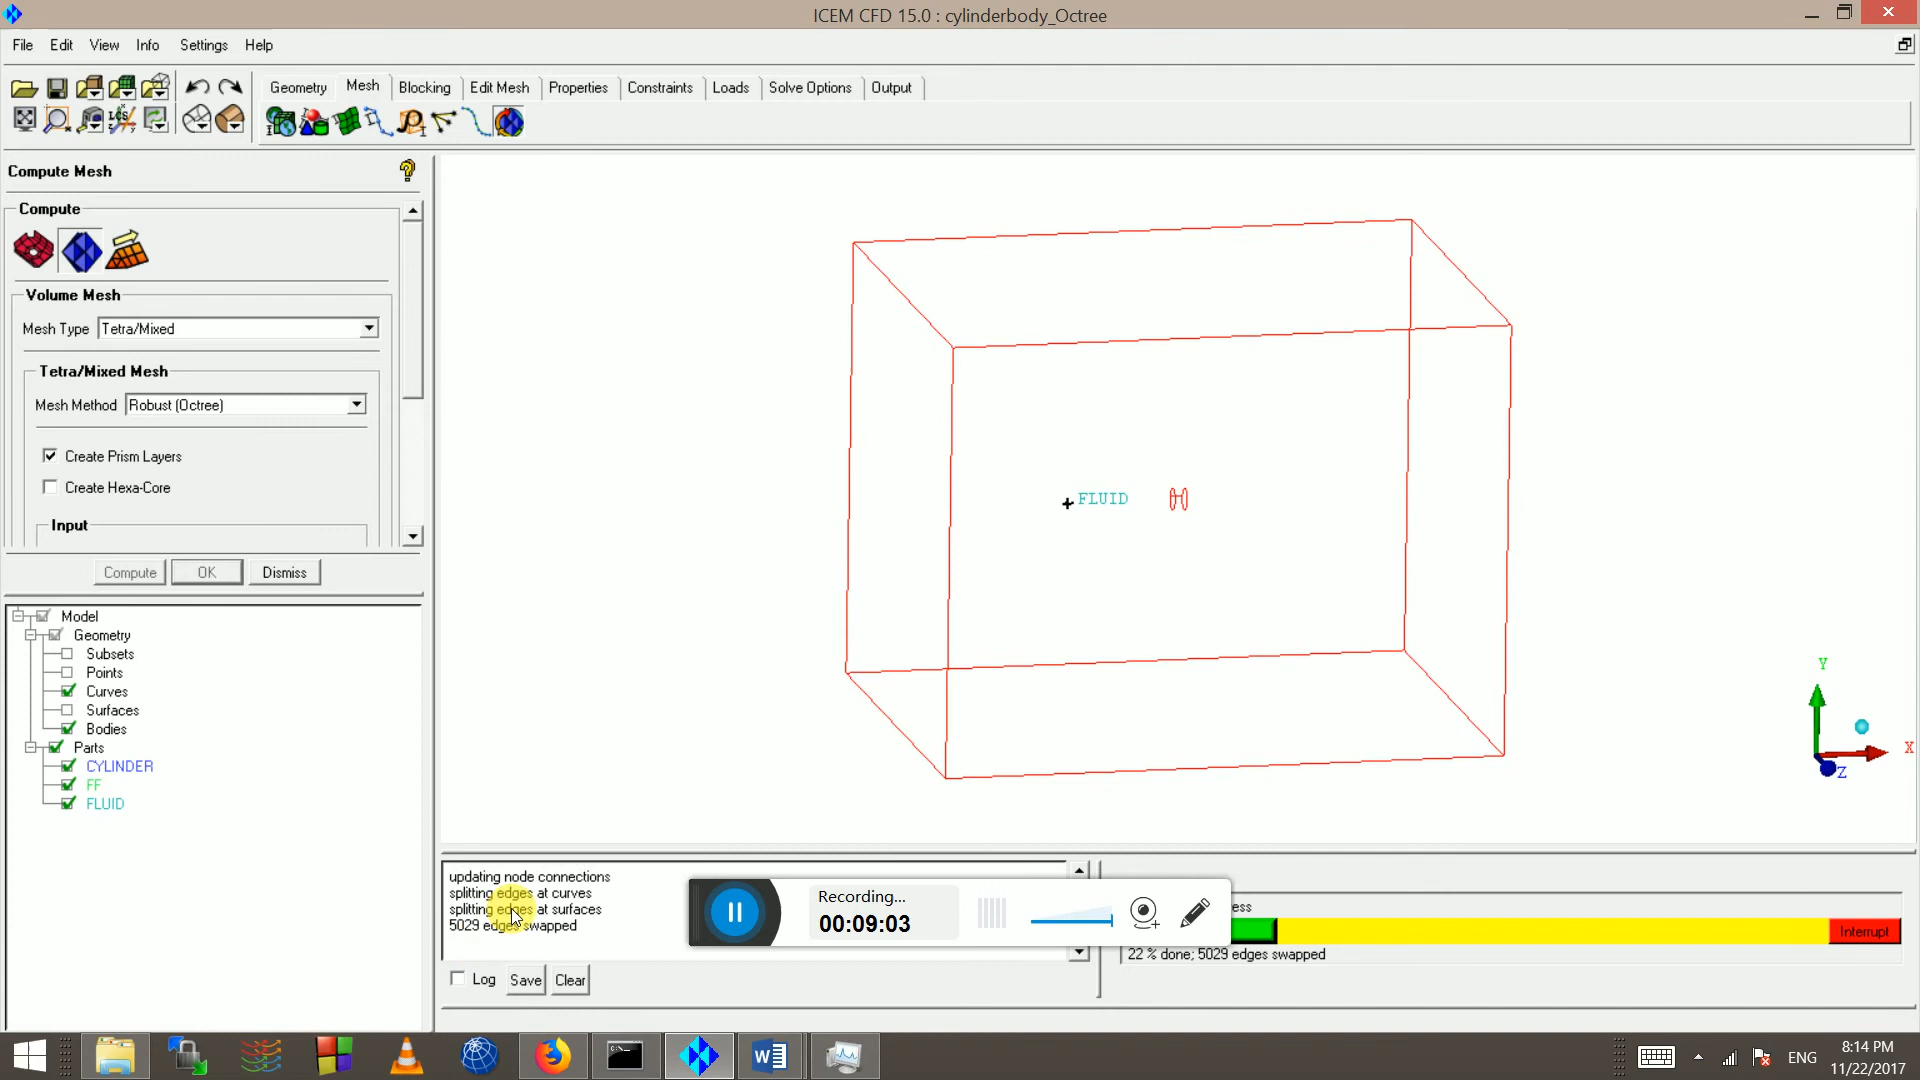 ICEM CFD 15.0 : cylinderbody_Octree
File Edit View Info Settings Help
Geometry Mesh Blocking Edit Mesh Properties Constraints Loads Solve Options Output
Compute Mesh
Compute
Volume Mesh
Mesh Type Tetra/Mixed
Tetra/Mixed Mesh
Mesh Method Robust (Octree)
Create Prism Layers
Create Hexa-Core
Input
Compute OK Dismiss
Model
Geometry
Subsets
Points
Curves
Surfaces
Bodies
Parts
CYLINDER
FF
FLUID
FLUID
Y
X
Z
updating node connections
splitting edges at curves
splitting edges at surfaces
5029 edges swapped
Log Save Clear
Recording...
00:09:03
ess
Interrupt
22 % done; 5029 edges swapped
ENG
8:14 PM
11/22/2017